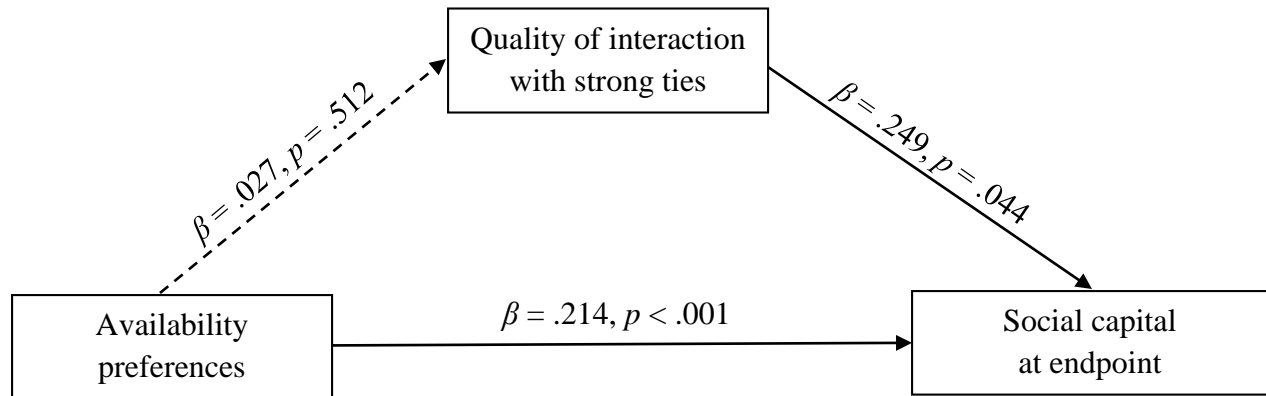 Quality of interaction
with strong ties
β = .027, p = .512
β = .249, p = .044
Availability
preferences
β = .214, p < .001
Social capital
at endpoint